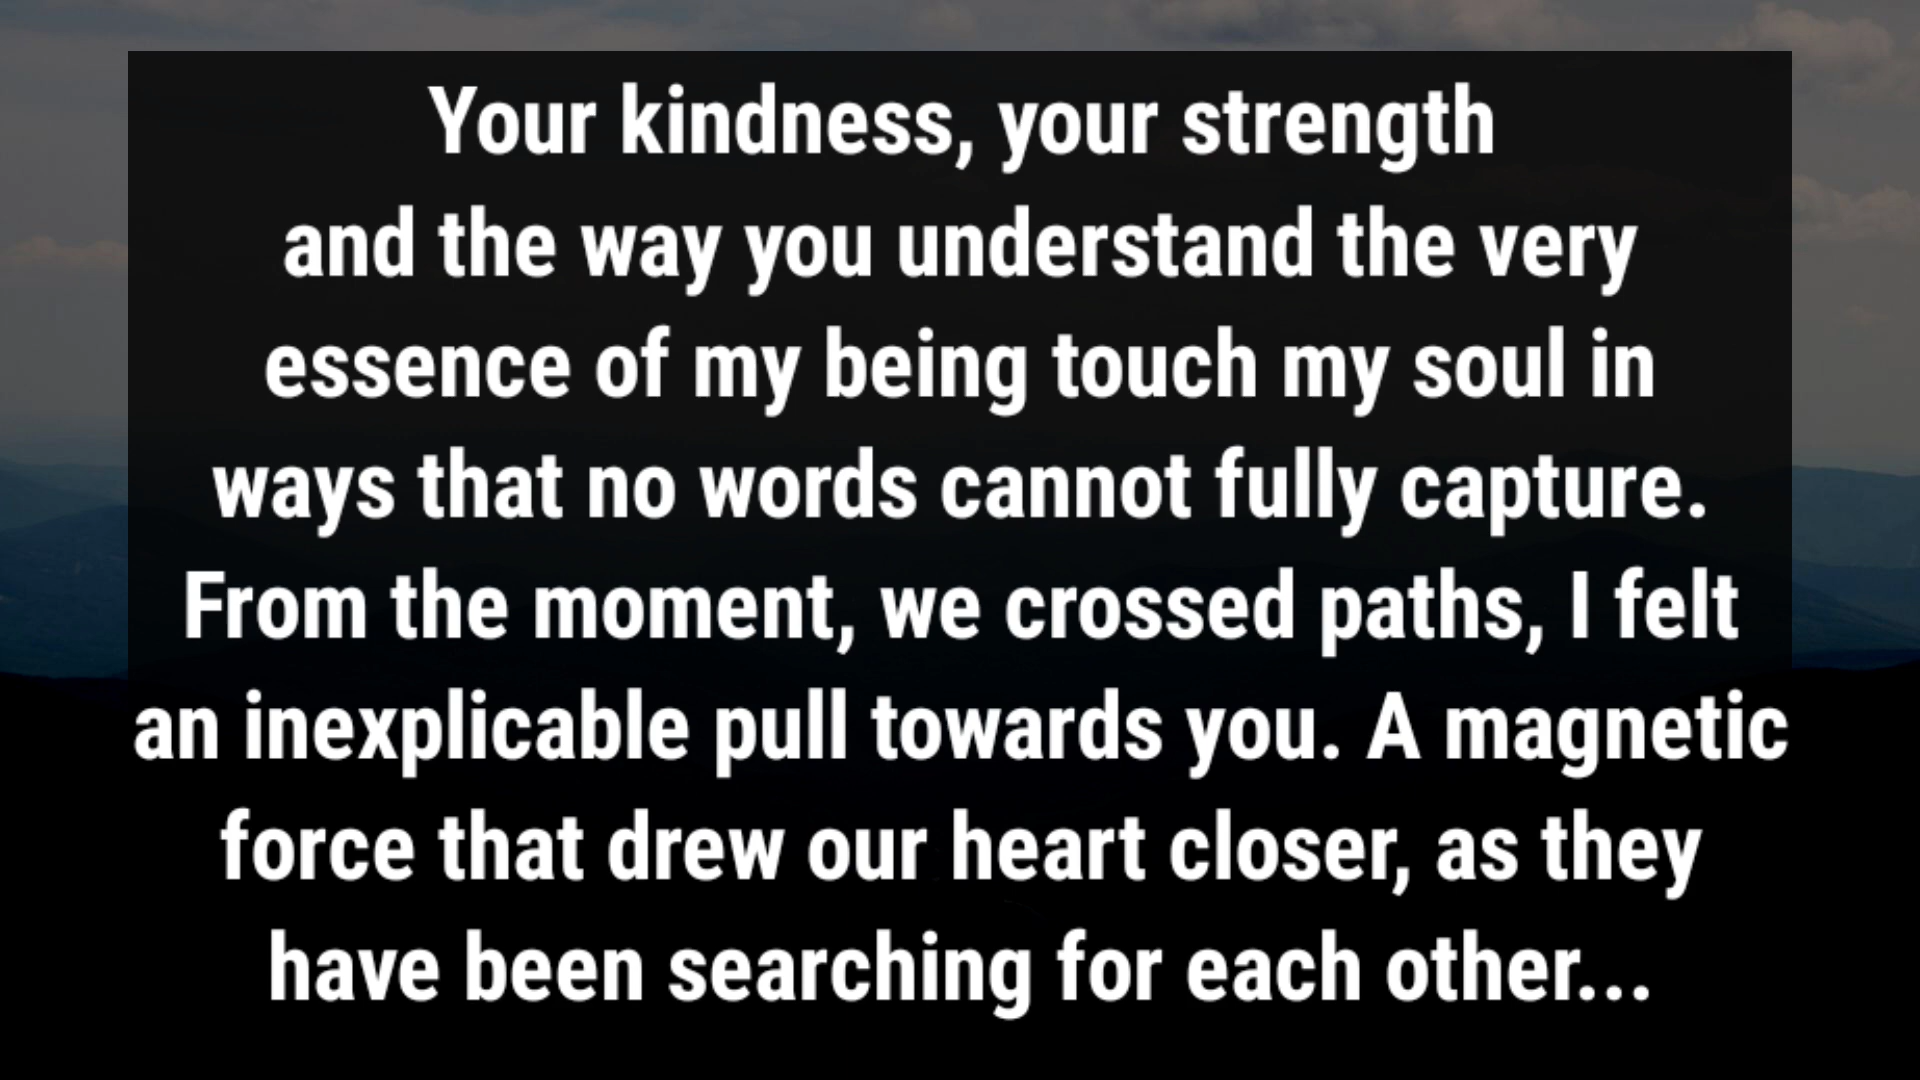 Your kindness, your strength
and the way you understand the very
essence of my being touch my soul in
ways that no words cannot fully capture.
From the moment, we crossed paths, I felt
an inexplicable pull towards you. A magnetic
force that drew our heart closer, as they
have been searching for each other...